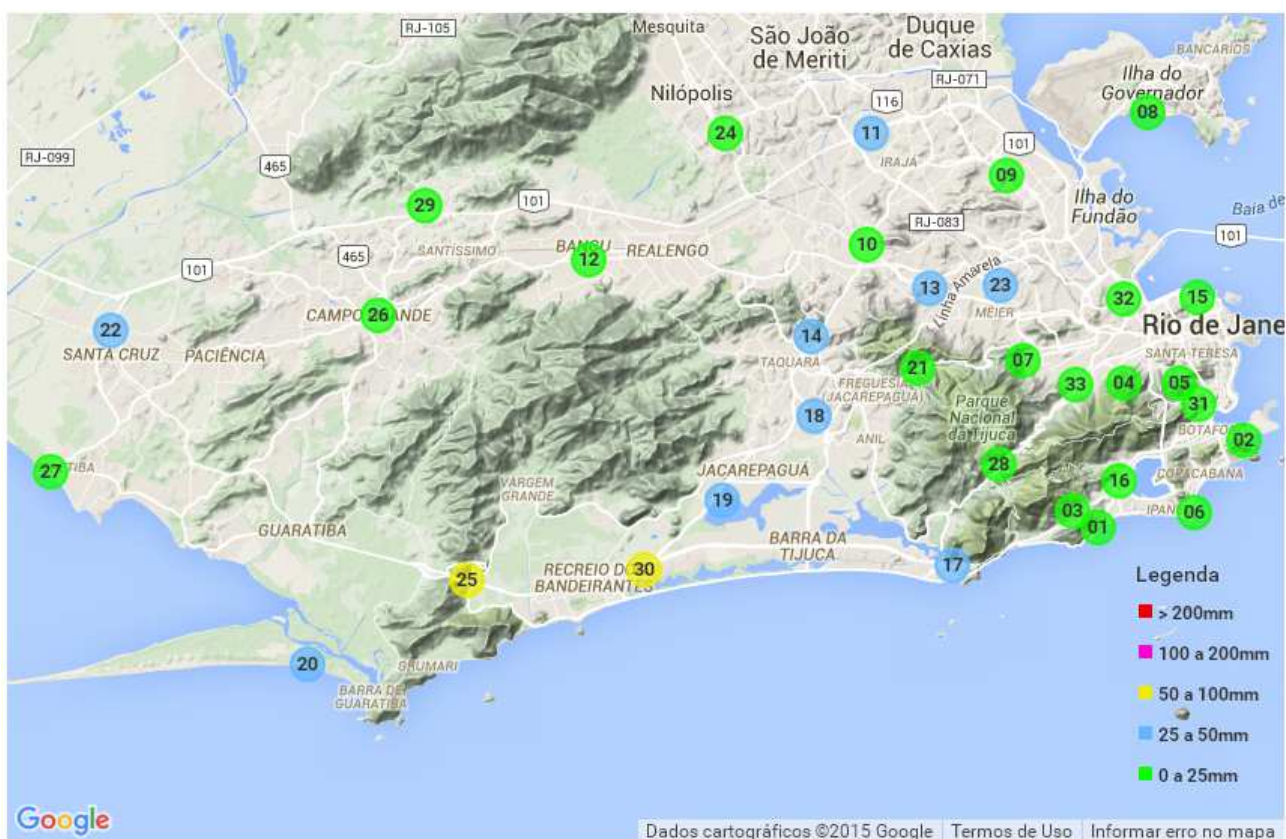 RJ-105
Mesquita
São João
de Meriti
Duque
de Caxias
BANCÁRIOS
RJ-071
Ilha do
Governador
Nilópolis
116
08
24
11
101
RJ-099
465
IRAJÁ
09
29
101
Ilha do
Fundão
Baía de
RJ-083
101
SANTÍSSIMO
465
12
REALENGO
10
101
Linha Amarela
13
23
32
15
CAMPO GRANDE
26
MÉIER
22
14
Rio de Jane
SANTA CRUZ
PACIÊNCIA
TAQUARA
SANTA TERESA
21
07
FREGUESIA
(JACAREPAGUÁ)
33
04
05
Parque
Nacional
da Tijuca
31
18
BOTAFO
ANIL
02
27
TIBA
JACAREPAGUÁ
28
COPACABANA
VARGEM
GRANDE
16
19
03
06
IPAN
GUARATIBA
01
BARRA DA
TIJUCA
RECREIO DO
BANDEIRANTES
30
17
25
Legenda
> 200mm
20
GRUMARI
100 a 200mm
BARRA DE
GUARATIBA
50 a 100mm
25 a 50mm
0 a 25mm
Google
Dados cartográficos ©2015 Google
Termos de Uso
Informar erro no mapa